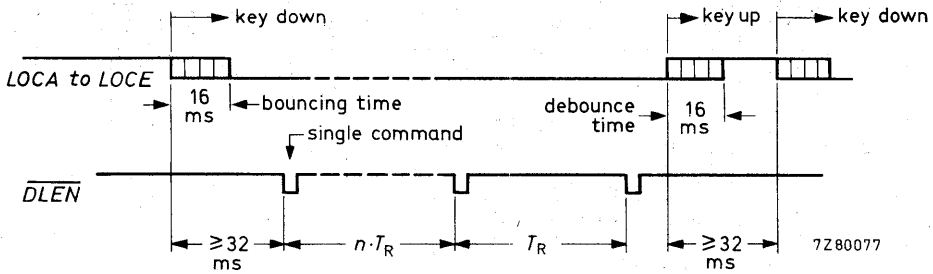 key down
key up
key down
LOCA to LOCE
16
ms
bouncing time
debounce
time
16
ms
single command
DLEN
≥32
ms
n·TR
TR
≥32
ms
7Z80077